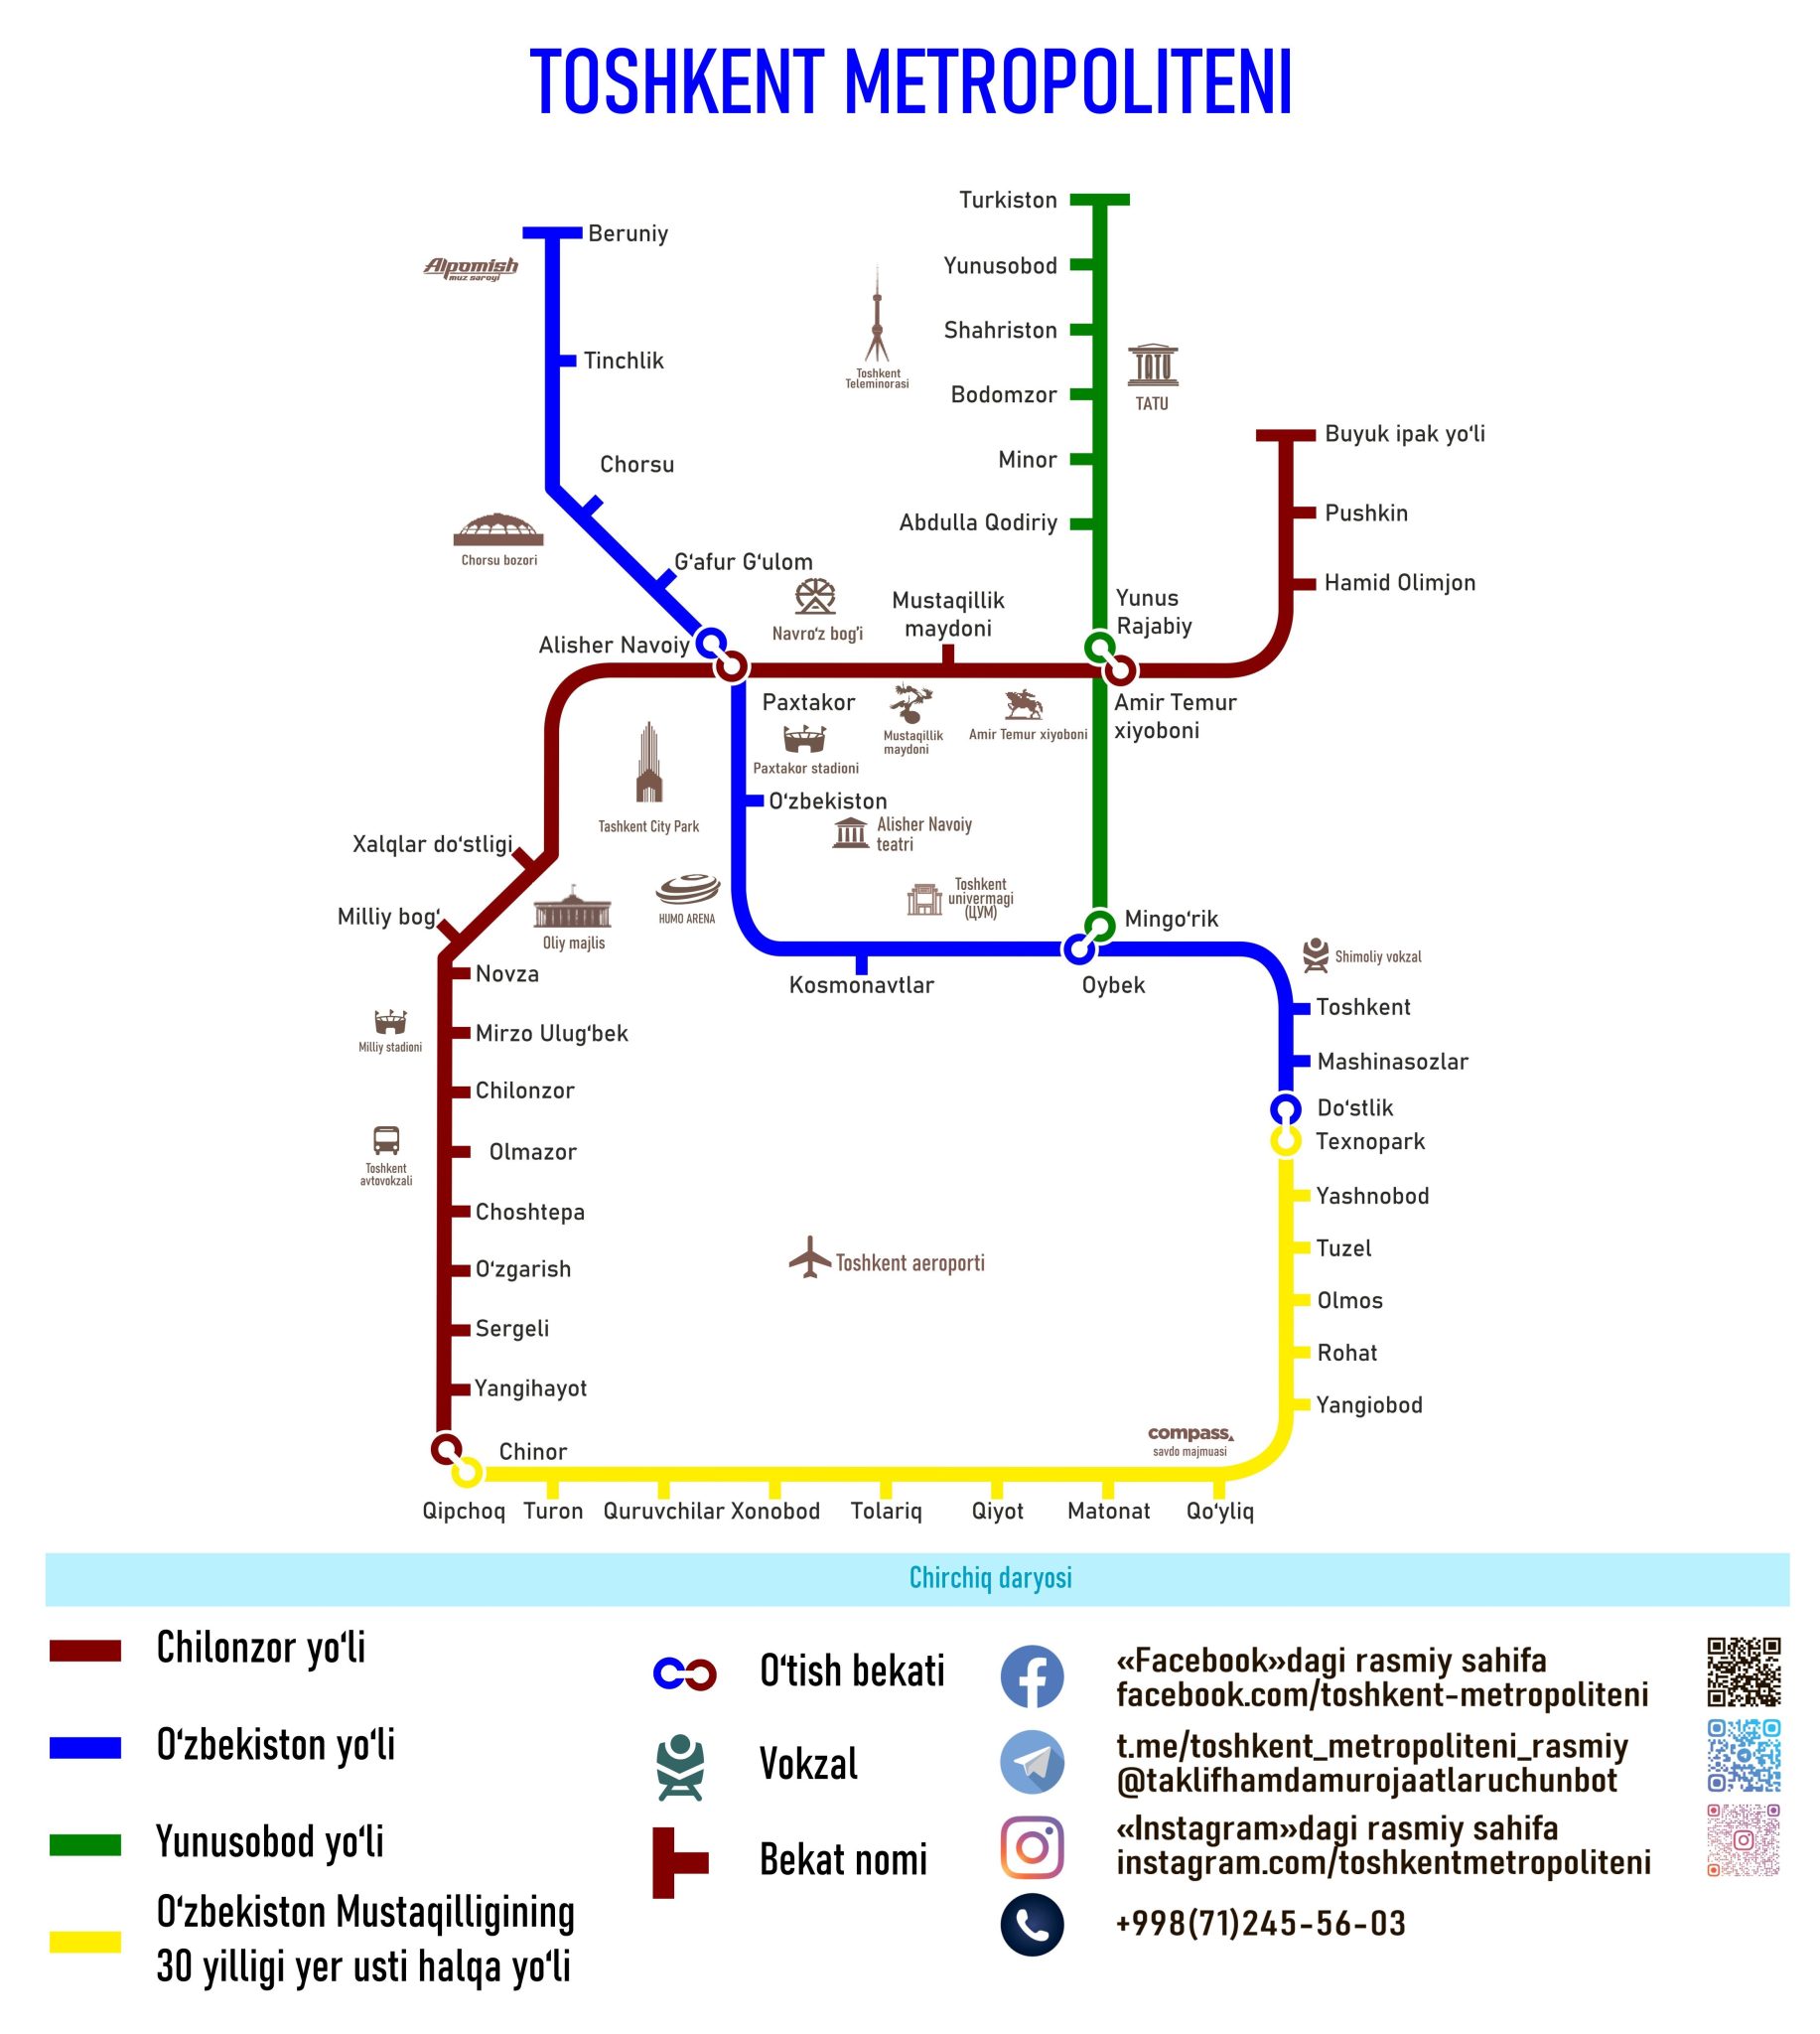 TOSHKENT METROPOLITENI
Turkiston
Beruniy
Alpomish
muz saroyi
Yunusobod
Shahriston
Tinchlik
Toshkent
Teleminorasi
TATU
Bodomzor
TATU
Buyuk ipak yo‘li
Chorsu
Minor
Pushkin
Abdulla Qodiriy
Chorsu bozori
G‘afur G‘ulom
Hamid Olimjon
Mustaqillik
maydoni
Yunus
Rajabiy
Navro‘z bog‘i
Alisher Navoiy
Paxtakor
Amir Temur
xiyoboni
Mustaqillik
maydoni
Amir Temur xiyoboni
Paxtakor stadioni
O‘zbekiston
Tashkent City Park
Alisher Navoiy
teatri
Xalqlar do‘stligi
Toshkent
univermagi
(ЦУМ)
Milliy bog‘
HUMO ARENA
Mingo‘rik
Oliy majlis
Shimoliy vokzal
Novza
Kosmonavtlar
Oybek
Toshkent
Mirzo Ulug‘bek
Milliy stadioni
Mashinasozlar
Chilonzor
Do‘stlik
Texnopark
Olmazor
Toshkent
avtovokzali
Yashnobod
Choshtepa
Tuzel
O‘zgarish
Toshkent aeroporti
Olmos
Sergeli
Rohat
Yangihayot
Yangiobod
compass
savdo majmuasi
Chinor
Qipchoq
Turon
Quruvchilar
Xonobod
Tolariq
Qiyot
Matonat
Qo‘yliq
Chirchiq daryosi
Chilonzor yo‘li
O‘zbekiston yo‘li
Yunusobod yo‘li
O‘zbekiston Mustaqilligining
30 yilligi yer usti halqa yo‘li
O‘tish bekati
Vokzal
Bekat nomi
«Facebook»dagi rasmiy sahifa
facebook.com/toshkent-metropoliteni
t.me/toshkent_metropoliteni_rasmiy
@taklifhamdamurojaatlaruchunbot
«Instagram»dagi rasmiy sahifa
instagram.com/toshkentmetropoliteni
+998(71)245-56-03